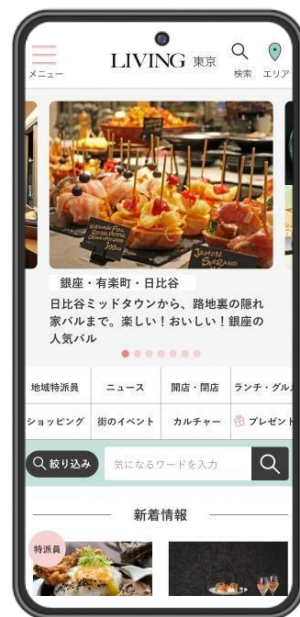 LIVING 東京
メニュー
検索
エリア
JAMON
SERRANO
銀座・有楽町・日比谷
日比谷ミッドタウンから、路地裏の隠れ
家バルまで。楽しい！おいしい！銀座の
人気バル
地域特派員 ニュース 開店・閉店 ランチ・グル
ショッピング 街のイベント カルチャー プレゼント
絞り込み 気になるワードを入力
新着情報
特派員